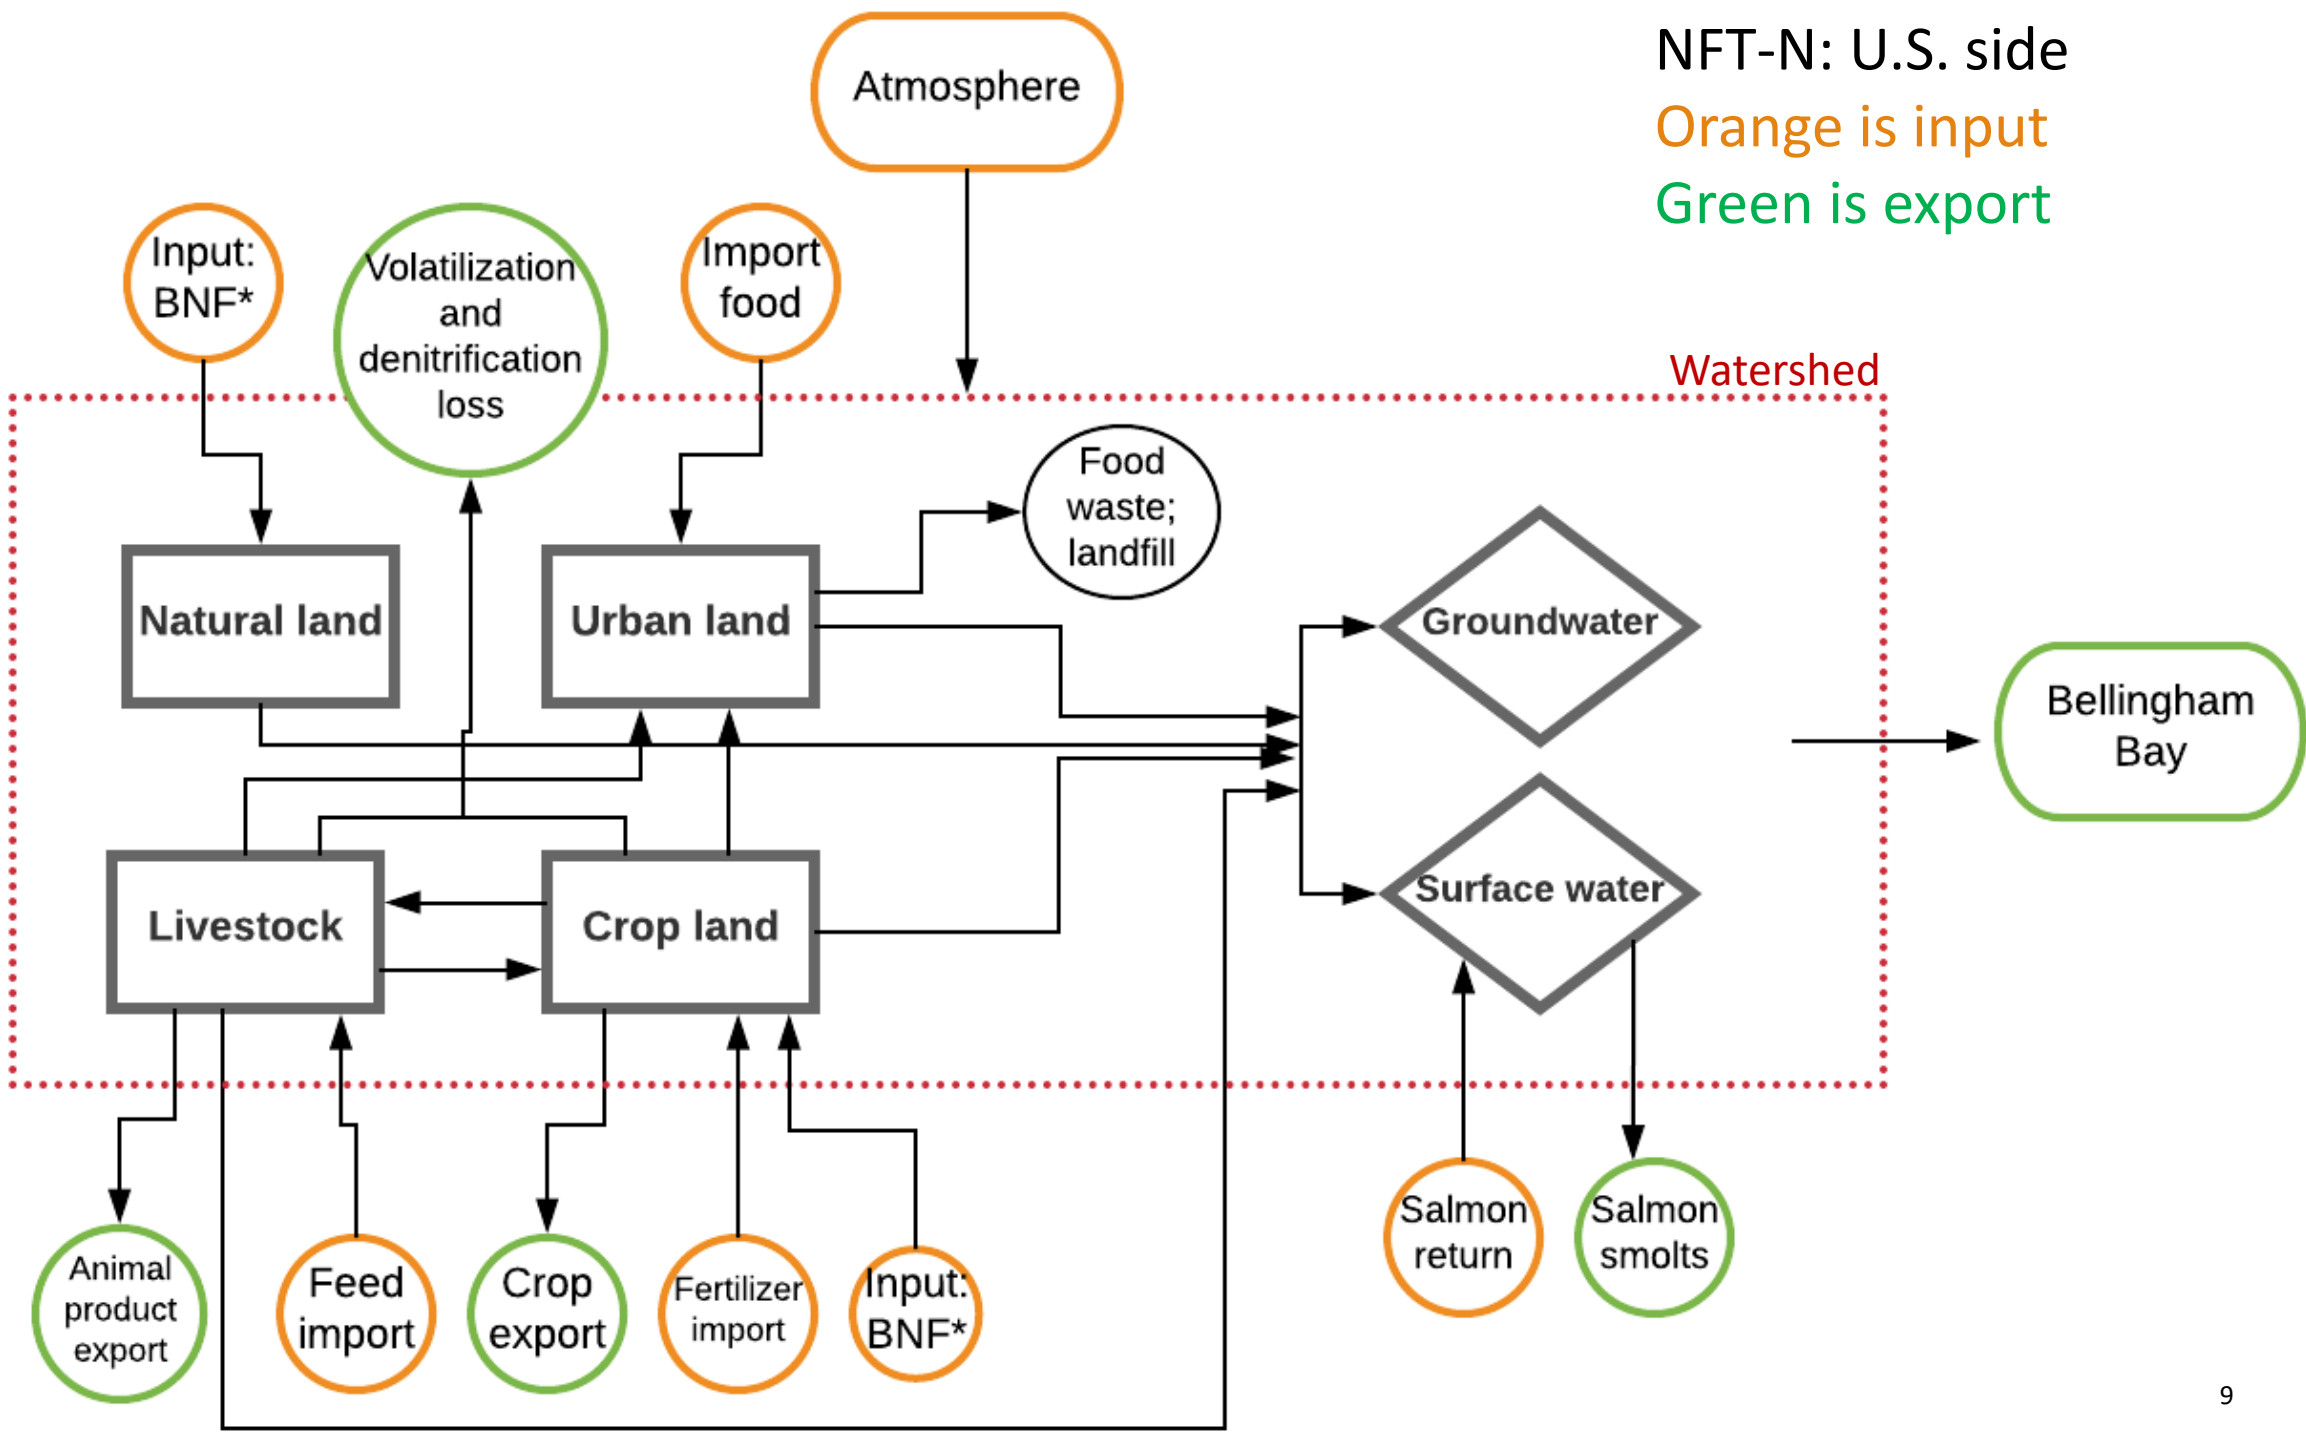 NFT-N: U.S. side
Orange is input
Green is export
Atmosphere
Input:
BNF*
Volatilization
and
denitrification
loss
Import
food
Watershed
Food
waste;
landfill
Natural land
Urban land
Groundwater
Bellingham
Bay
Livestock
Crop land
Surface water
Salmon
return
Salmon
smolts
Animal
product
export
Feed
import
Crop
export
Fertilizer
import
Input:
BNF*
9